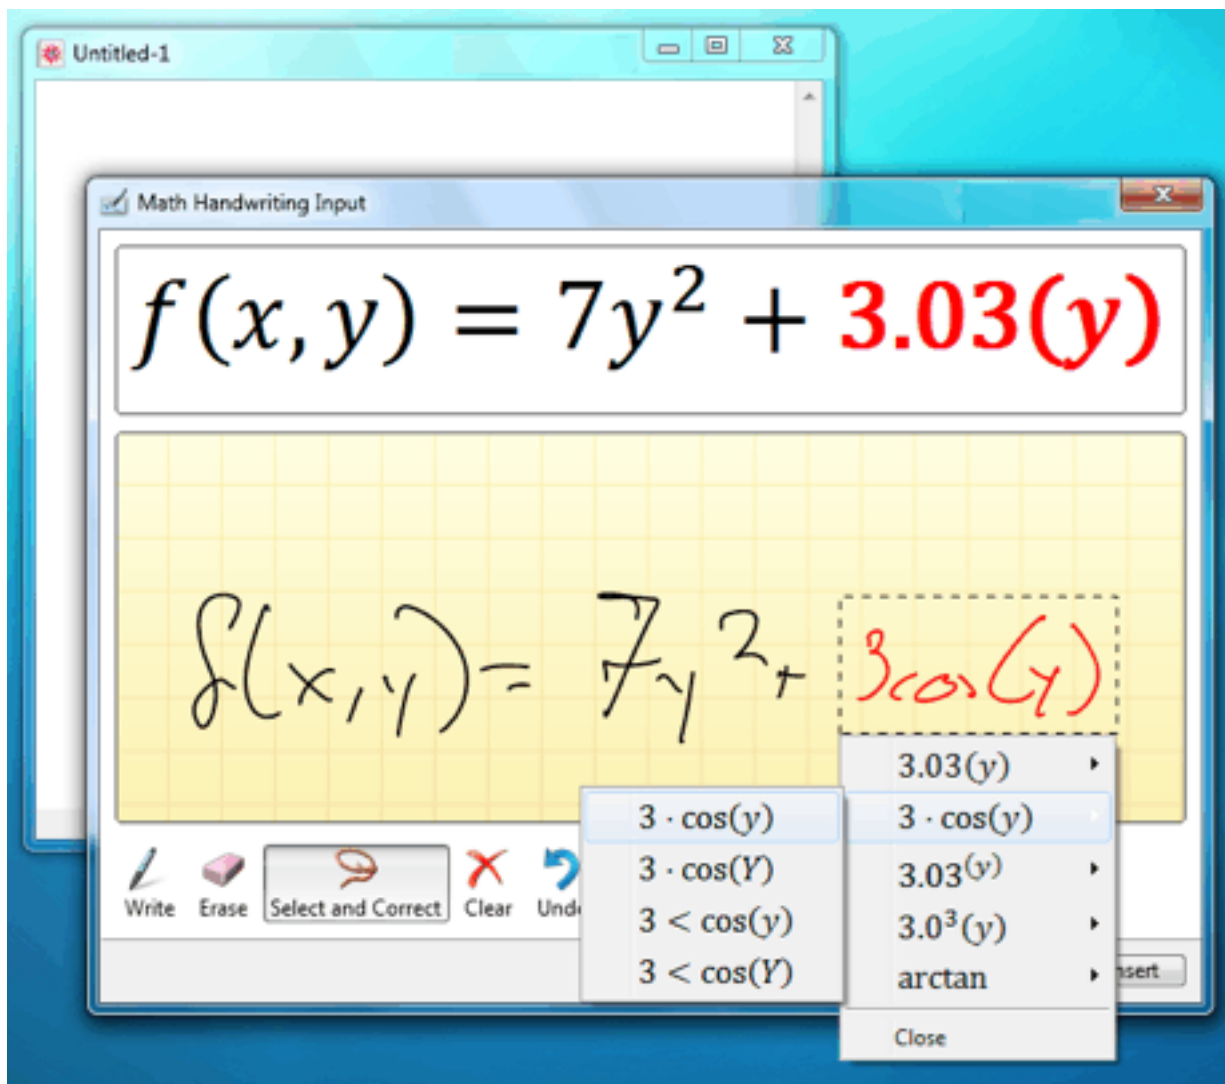 Untitled-1
Math Handwriting Input
f(x, y) = 7y² + 3.03(y)
f(x,y)= 7y²+ 3cos(y)
3.03(y)
3 · cos(y)
3.03⁽ʸ⁾
3.0³(y)
arctan
Close
3 · cos(y)
3 · cos(Y)
3 < cos(y)
3 < cos(Y)
Write Erase Select and Correct Clear